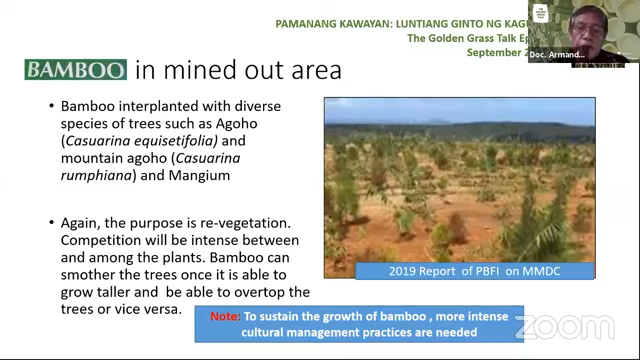 PAMANANG KAWAYAN: LUNTIANG GINTO NG
The Golden Grass Talk
September
Doc. Armand...
BAMBOO in mined out area
• Bamboo interplanted with diverse
species of trees such as Agoho
(Casuarina equisetifolia) and
mountain agoho (Casuarina
rumphiana) and Mangium
• Again, the purpose is re-vegetation.
Competition will be intense between
and among the plants. Bamboo can
smother the trees once it is able to
grow taller and be able to overtop the
trees or vice versa.
2019 Report of PBFI on MMDC
Note: To sustain the growth of bamboo , more intense
cultural management practices are needed
zoom